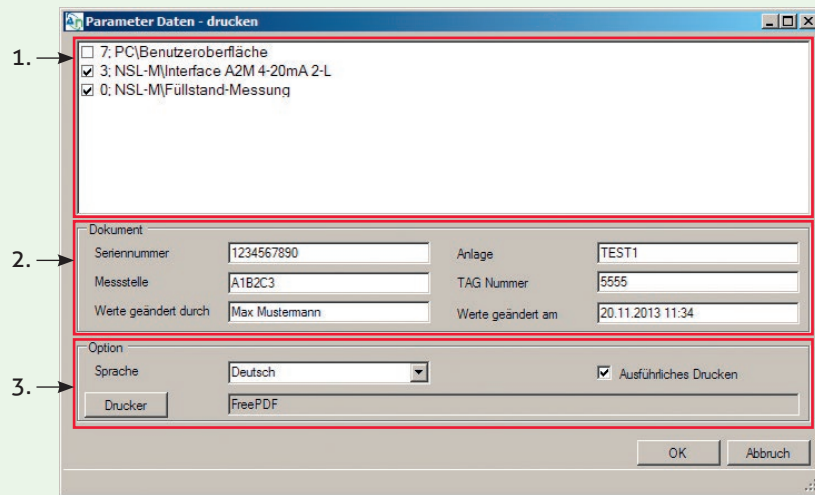 Parameter Daten - drucken
1.
7; PC\Benutzeroberfläche
3; NSL-M\Interface A2M 4-20mA 2-L
0; NSL-M\Füllstand-Messung
2.
Dokument
Seriennummer 1234567890 Anlage TEST1
Messstelle A1B2C3 TAG Nummer 5555
Werte geändert durch Max Mustermann Werte geändert am 20.11.2013 11:34
3.
Option
Sprache Deutsch Ausführliches Drucken
Drucker FreePDF
OK Abbruch